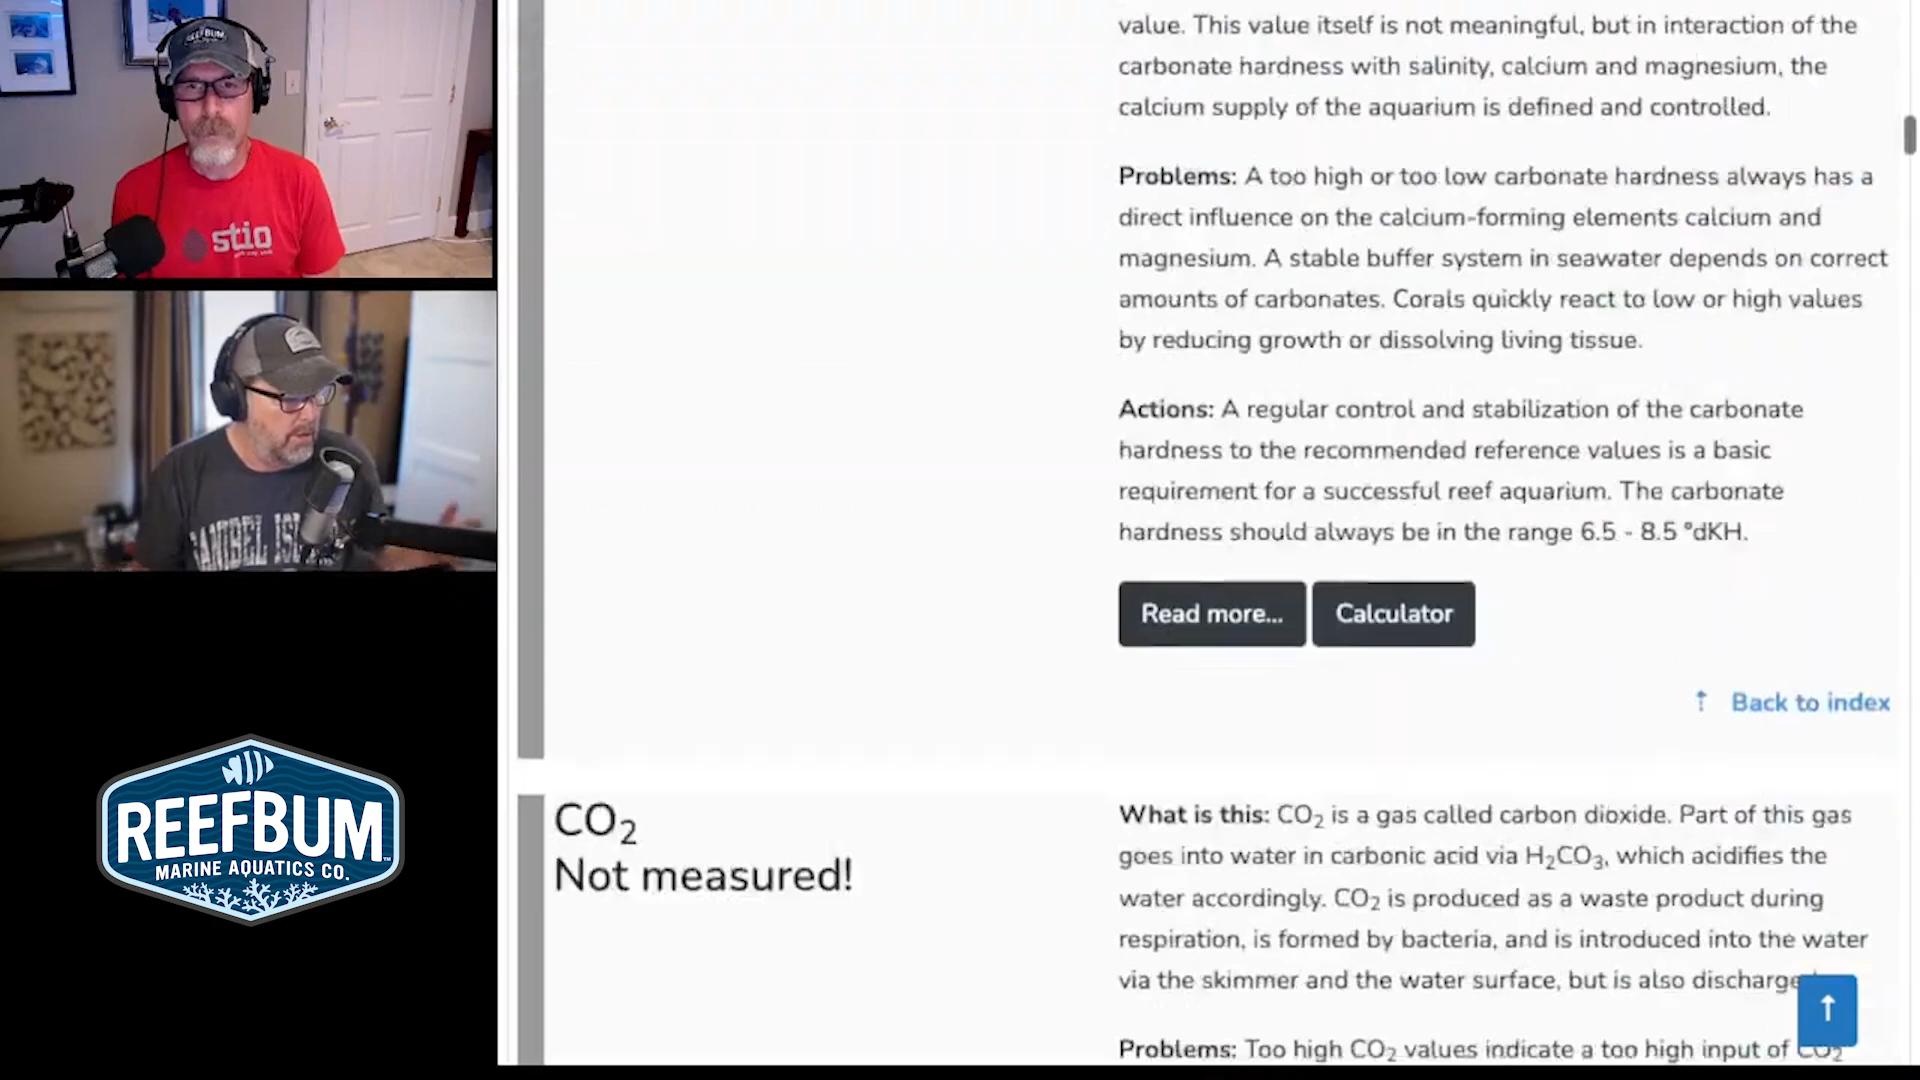 REEFBUM
stio
REEFBUM™
MARINE AQUATICS CO.
value. This value itself is not meaningful, but in interaction of the
carbonate hardness with salinity, calcium and magnesium, the
calcium supply of the aquarium is defined and controlled.
Problems: A too high or too low carbonate hardness always has a
direct influence on the calcium-forming elements calcium and
magnesium. A stable buffer system in seawater depends on correct
amounts of carbonates. Corals quickly react to low or high values
by reducing growth or dissolving living tissue.
Actions: A regular control and stabilization of the carbonate
hardness to the recommended reference values is a basic
requirement for a successful reef aquarium. The carbonate
hardness should always be in the range 6.5 - 8.5 °dKH.
Read more... Calculator
↑ Back to index
CO₂
Not measured!
What is this: CO₂ is a gas called carbon dioxide. Part of this gas
goes into water in carbonic acid via H₂CO₃, which acidifies the
water accordingly. CO₂ is produced as a waste product during
respiration, is formed by bacteria, and is introduced into the water
via the skimmer and the water surface, but is also discharge
↑
Problems: Too high CO₂ values indicate a too high input of CO₂